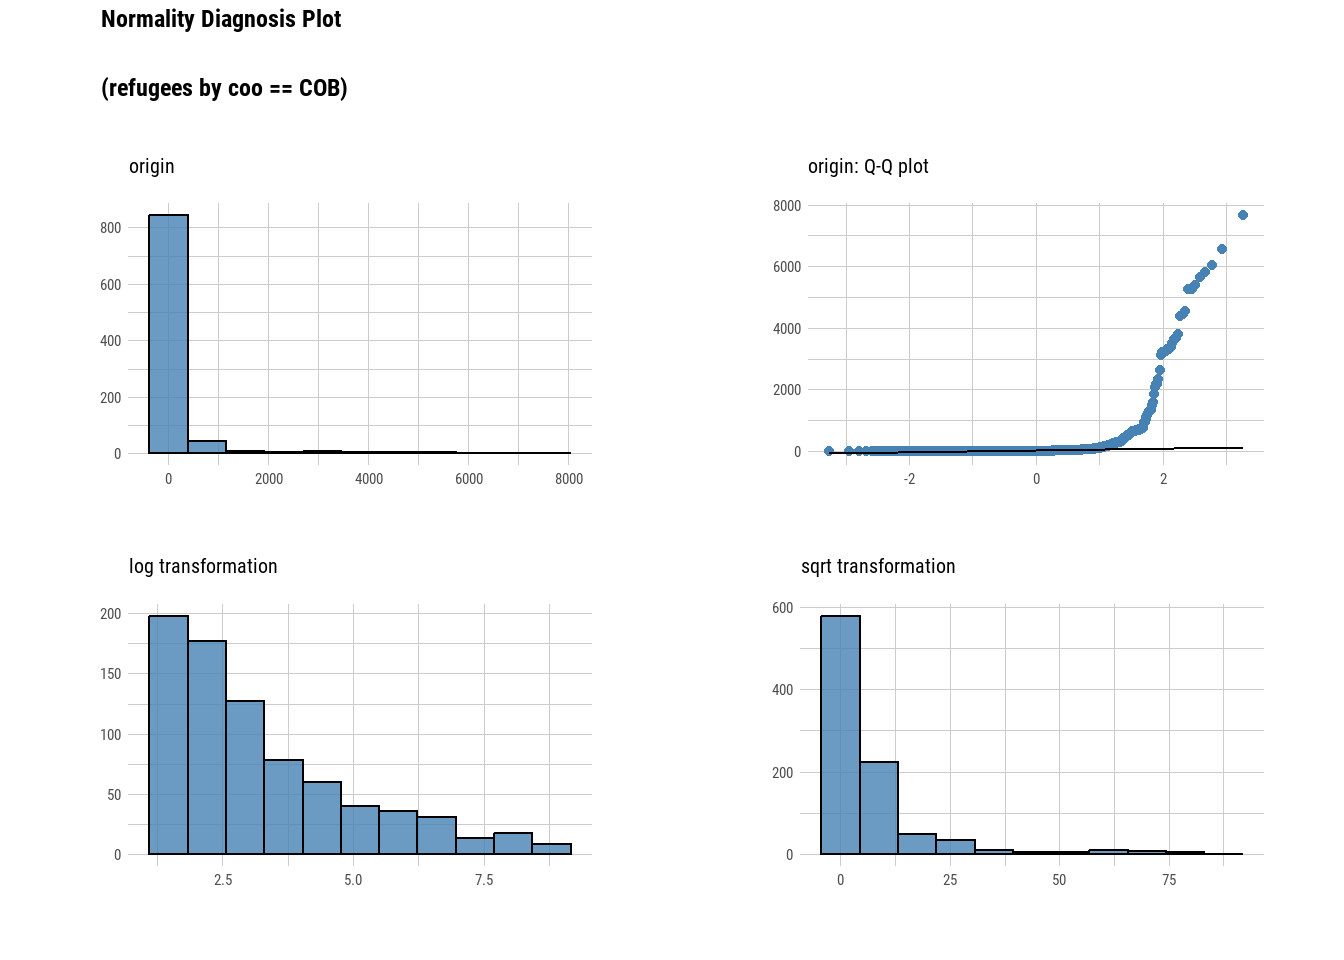 Normality Diagnosis Plot
(refugees by coo == COB)
origin
800
600
400
200
0
0 2000 4000 6000 8000
origin: Q-Q plot
8000
6000
4000
2000
0
-2 0 2
log transformation
200
150
100
50
0
2.5 5.0 7.5
sqrt transformation
600
400
200
0
0 25 50 75